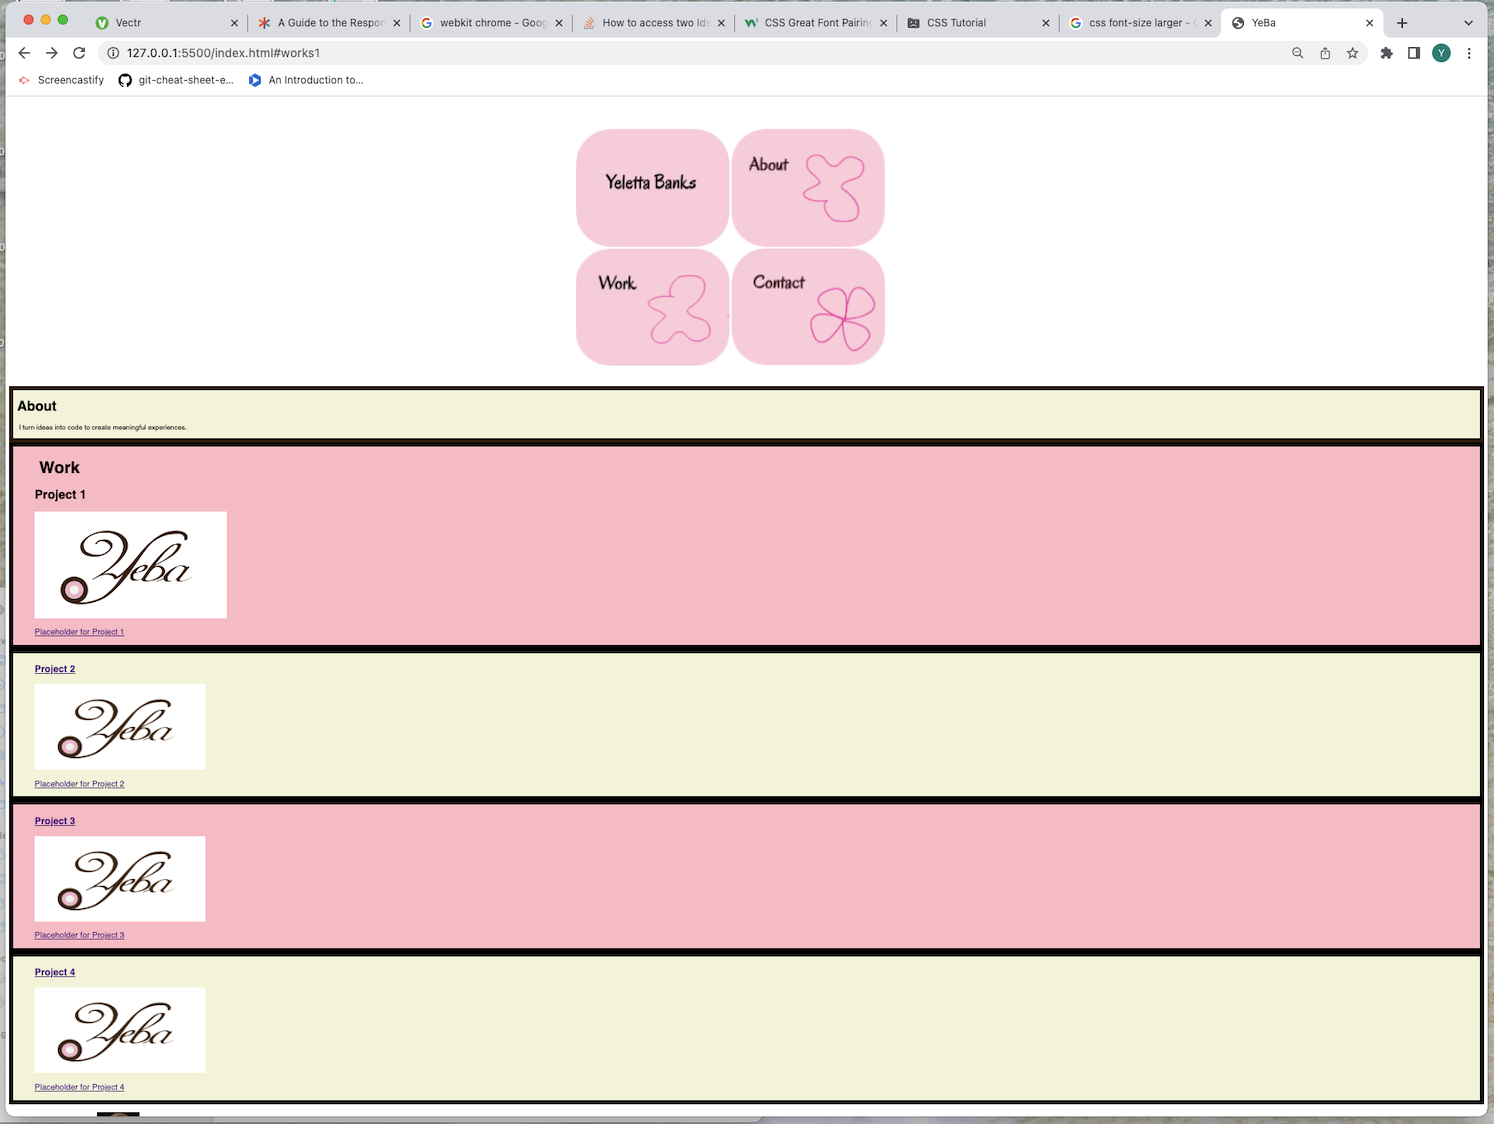 Vectr
A Guide to the Respon
webkit chrome - Goog
How to access two Ids
CSS Great Font Pairing
CSS Tutorial
css font-size larger - G
YeBa
127.0.0.1:5500/index.html#works1
Y
Screencastify
git-cheat-sheet-e...
An Introduction to...
Yeletta Banks
About
Work
Contact
About
I turn ideas into code to create meaningful experiences.
Work
Project 1
Yeba
Placeholder for Project 1
Project 2
Yeba
Placeholder for Project 2
Project 3
Yeba
Placeholder for Project 3
Project 4
Yeba
Placeholder for Project 4